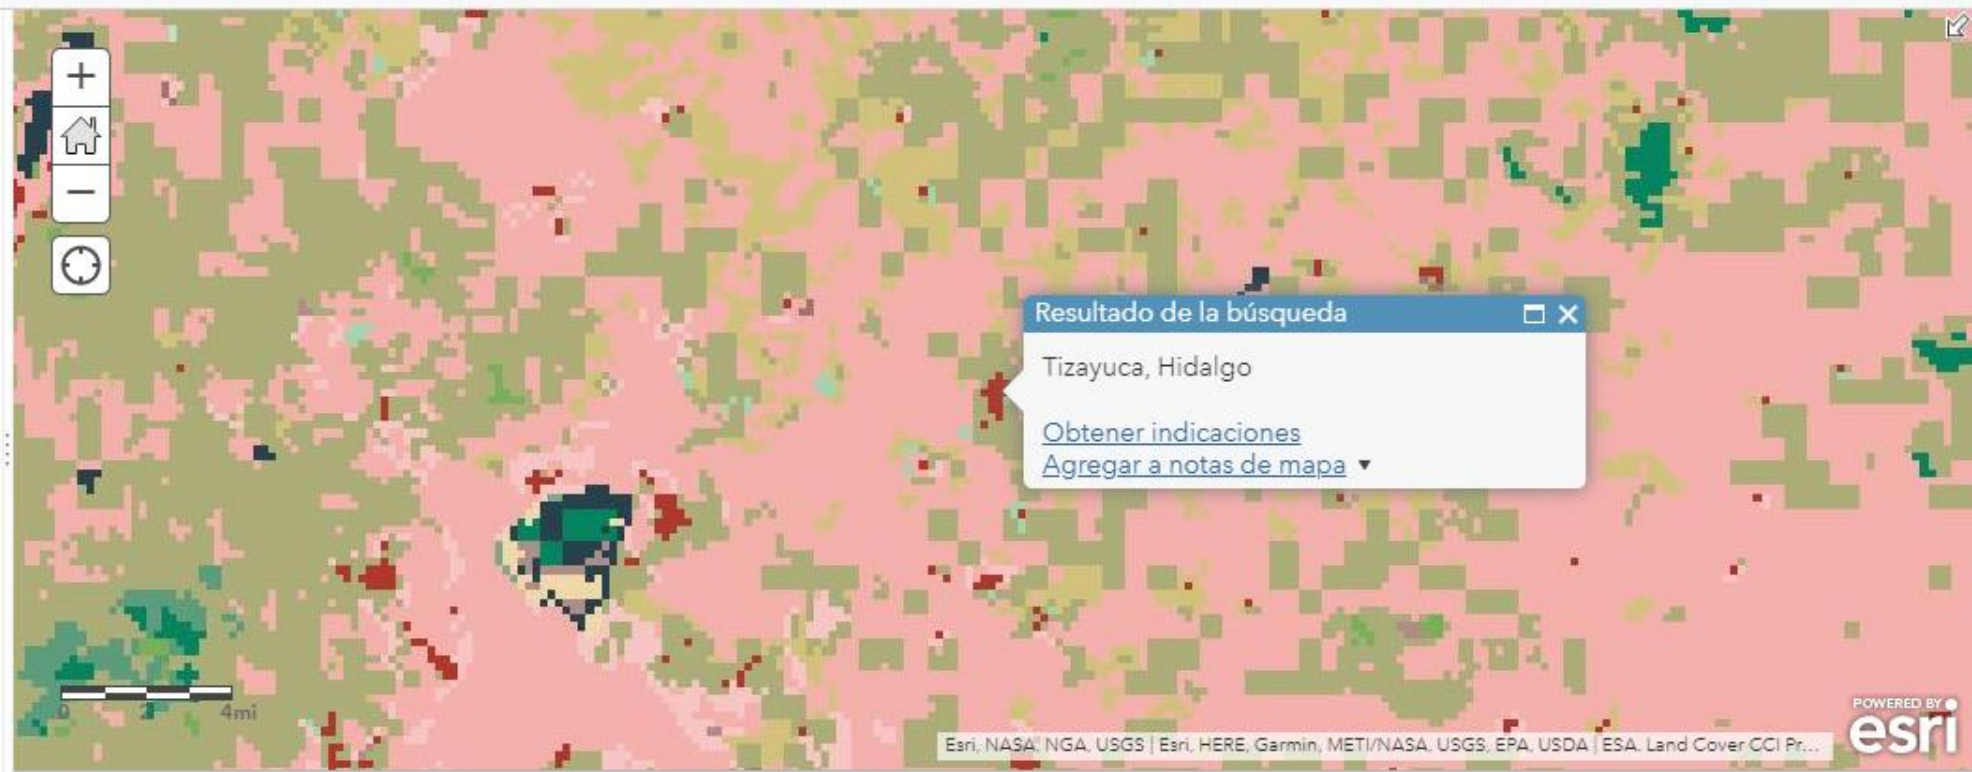 +
−
Resultado de la búsqueda
Tizayuca, Hidalgo
Obtener indicaciones
Agregar a notas de mapa ▼
0 2 4mi
POWERED BY
esri
Esri, NASA, NGA, USGS | Esri, HERE, Garmin, METI/NASA, USGS, EPA, USDA | ESA. Land Cover CCI Pr...